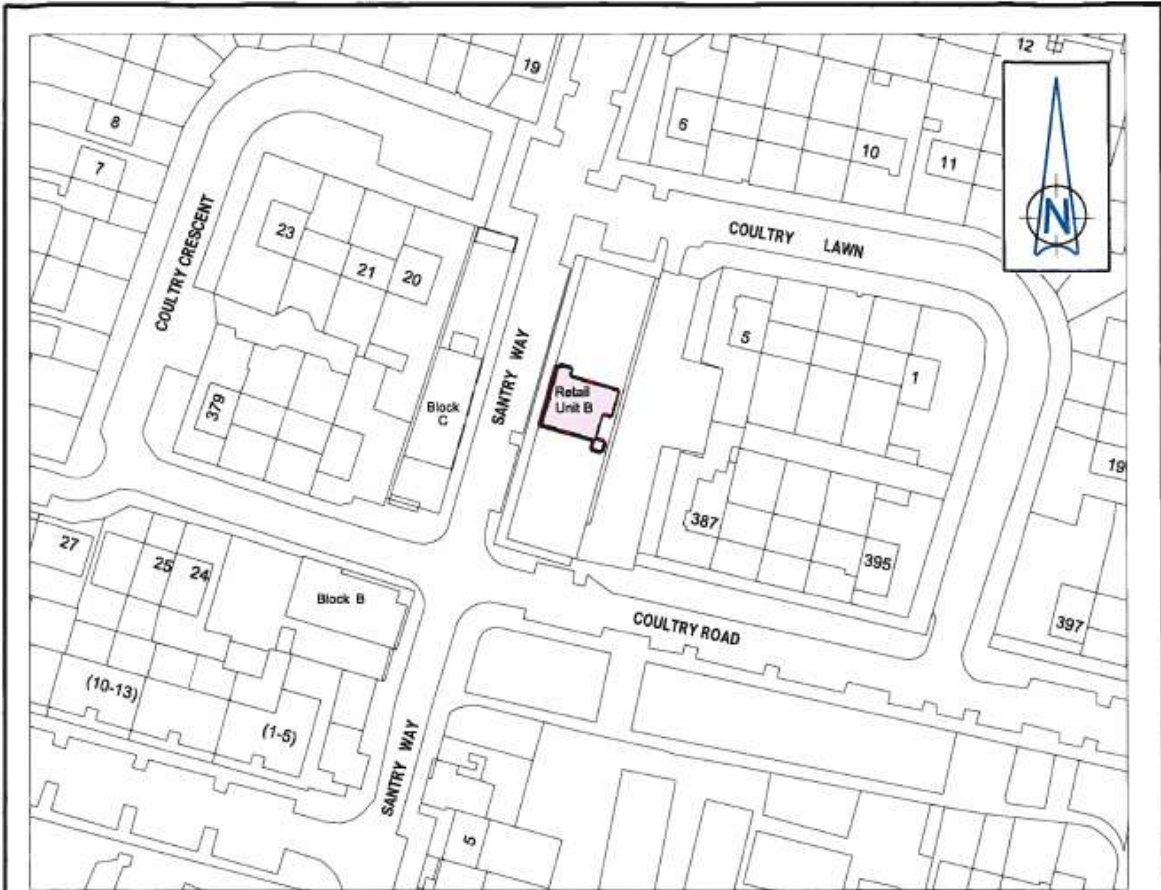 12
19
8
6
7
10
11
COULTRY CRESCENT
COULTRY LAWN
23
21
20
N
5
1
SANTRY WAY
Retail
Unit B
Block
C
379
19
387
395
27
25
24
Block B
COULTRY ROAD
397
(10-13)
(1-5)
SANTRY WAY
5